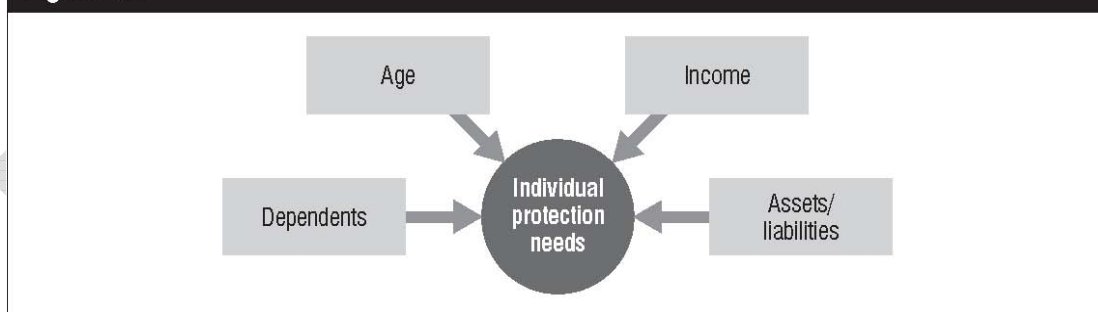 Age
Income
Dependents
Individual
protection
needs
Assets/
liabilities